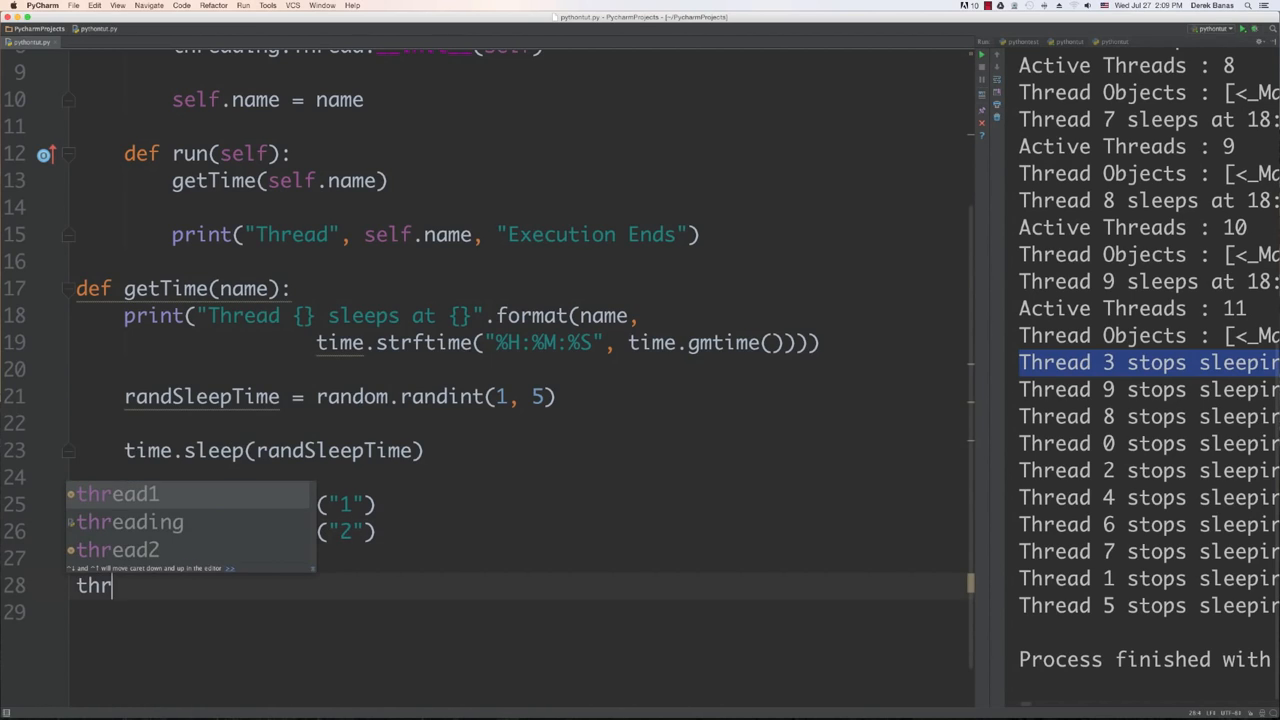 PyCharm File Edit View Navigate Code Refactor Run Tools VCS Window Help 10 Wed Jul 27 2:09 PM Derek Banas
pythontut.py - PycharmProjects - [~/PycharmProjects]
PycharmProjects pythontut.py pythontut
pythontut.py Run: pythontext pythontut pythontut
9
10 self.name = name
11
12 def run(self):
13 getTime(self.name)
14
15 print("Thread", self.name, "Execution Ends")
16
17 def getTime(name):
18 print("Thread {} sleeps at {}".format(name,
19 time.strftime("%H:%M:%S", time.gmtime())))
20
21 randSleepTime = random.randint(1, 5)
22
23 time.sleep(randSleepTime)
24
25 ("1")
26 ("2")
27
28 thr
29
thread1
threading
thread2
^↓ and ^↑ will move caret down and up in the editor >>
Active Threads : 8
Thread Objects : [<_Ma
Thread 7 sleeps at 18:
Active Threads : 9
Thread Objects : [<_Ma
Thread 8 sleeps at 18:
Active Threads : 10
Thread Objects : [<_Ma
Thread 9 sleeps at 18:
Active Threads : 11
Thread Objects : [<_Ma
Thread 3 stops sleepin
Thread 9 stops sleepin
Thread 8 stops sleepin
Thread 0 stops sleepin
Thread 2 stops sleepin
Thread 4 stops sleepin
Thread 6 stops sleepin
Thread 7 stops sleepin
Thread 1 stops sleepin
Thread 5 stops sleepin
Process finished with
28:4 LF‡ UTF-8‡